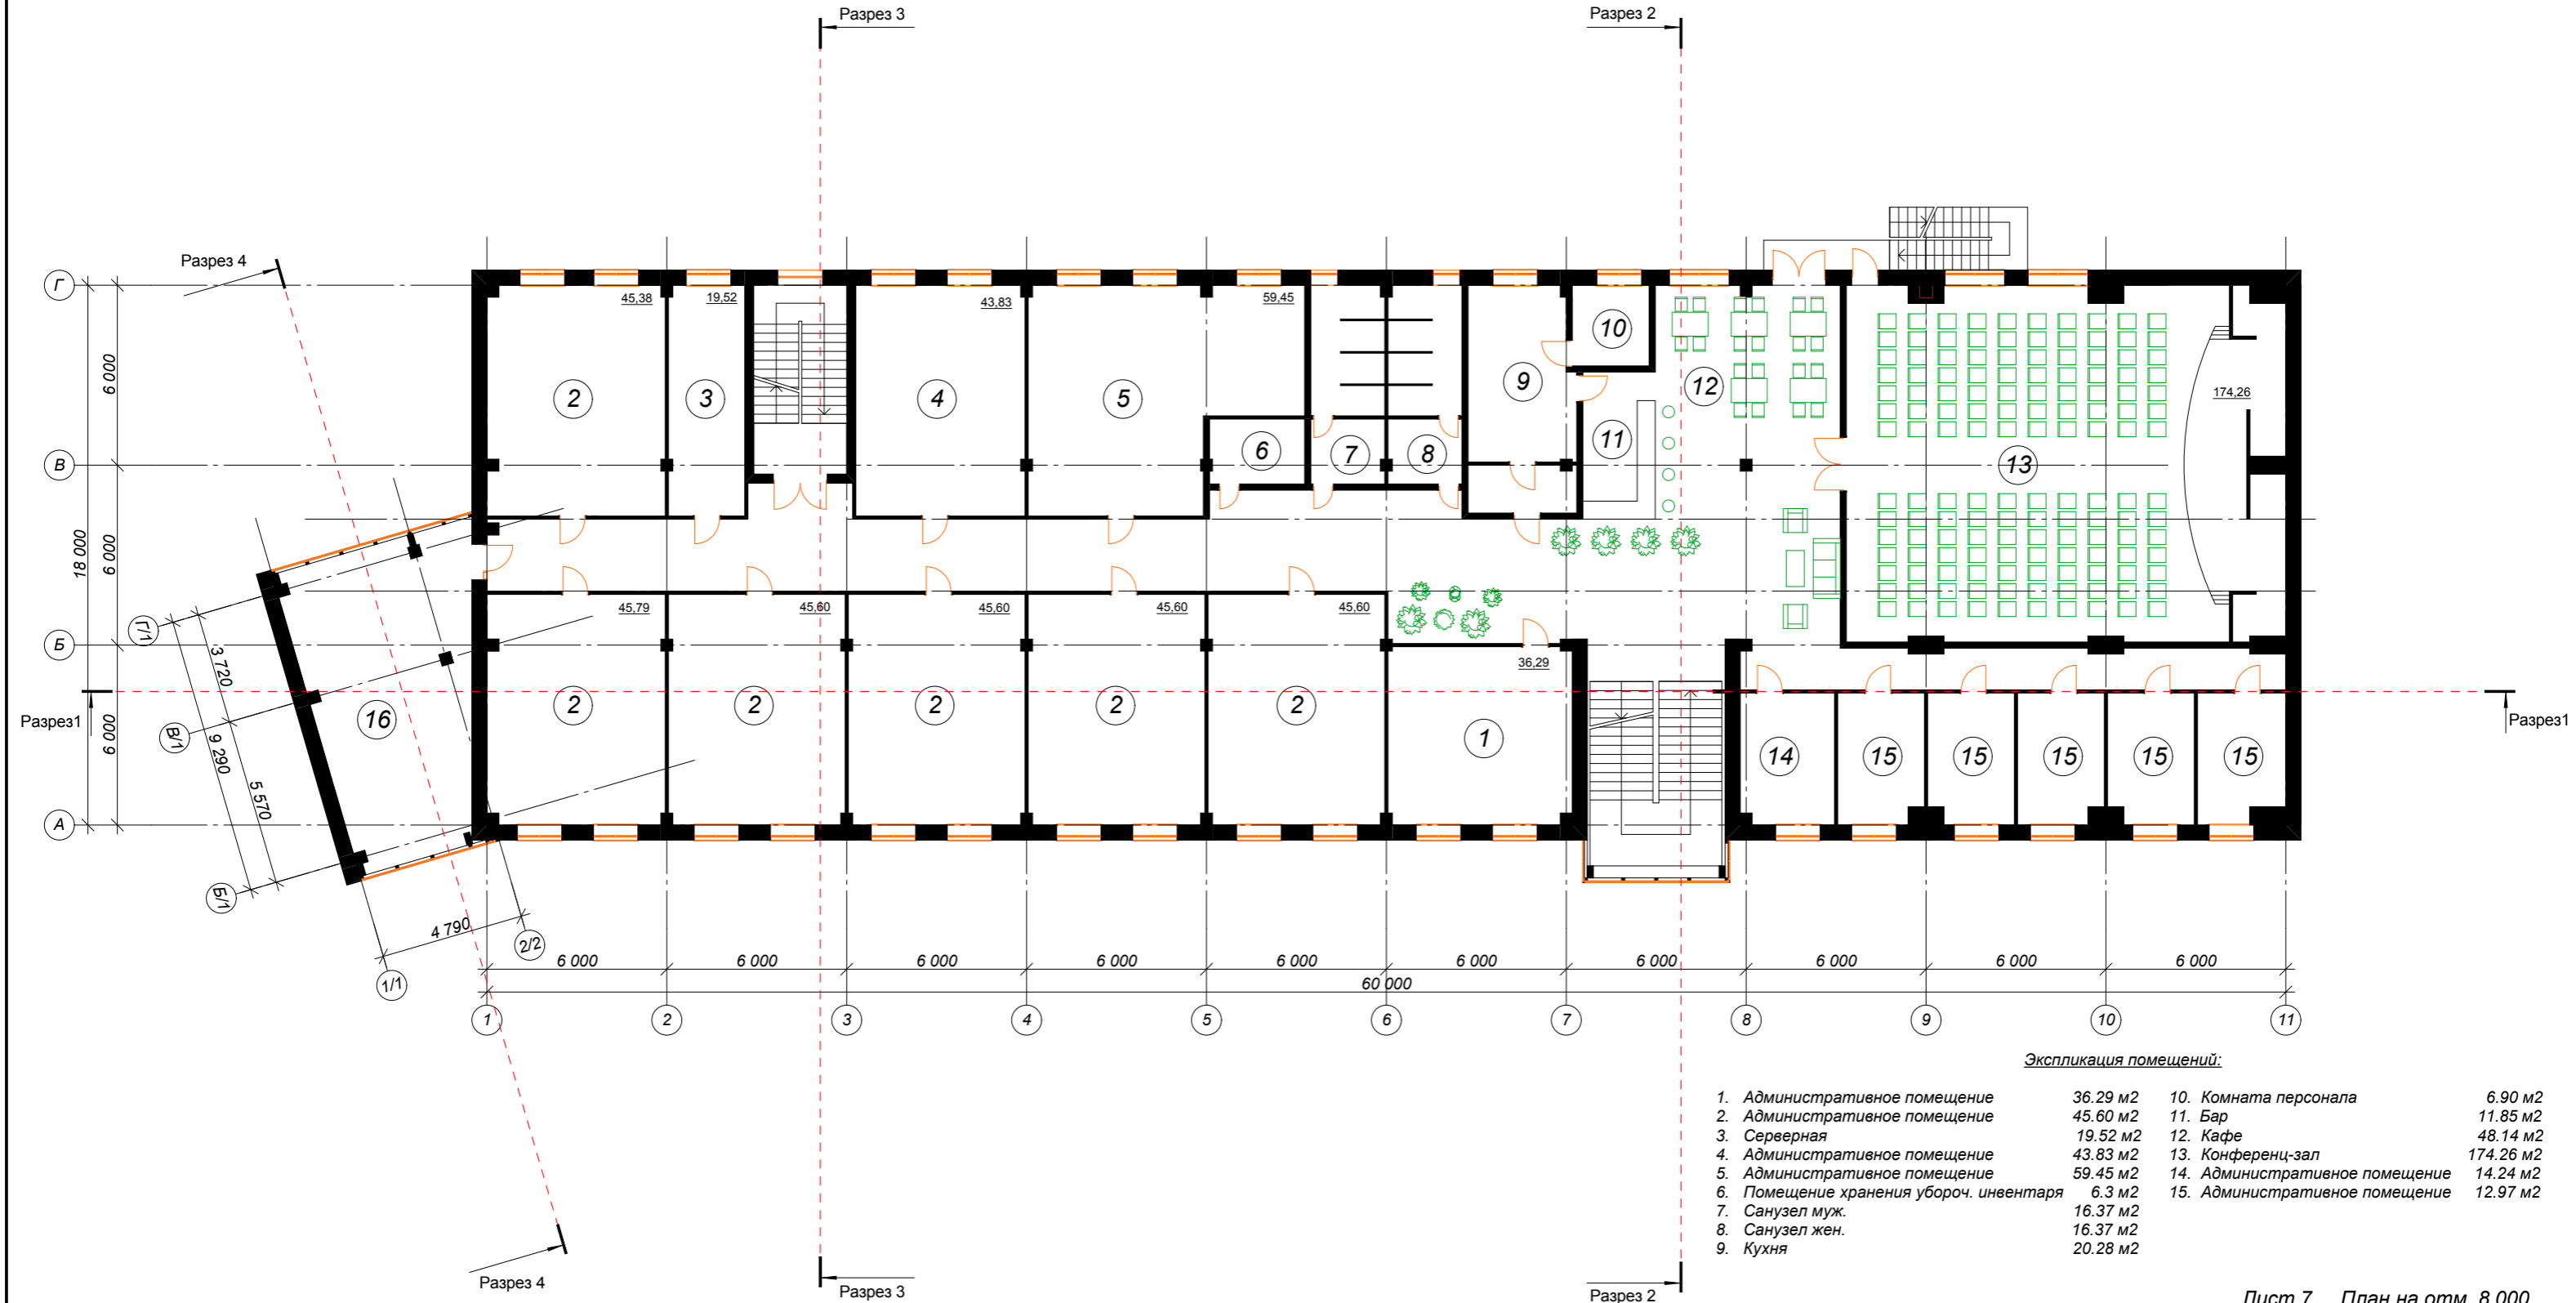 Разрез 3
Разрез 2
Разрез 4
Г
В
Б
А
6 000
6 000
6 000
18 000
45,38
19,52
43,83
59,45
174,26
2
3
4
5
6
7
8
9
10
11
12
13
45,79
45,60
45,60
45,60
45,60
36,29
2
2
2
2
2
1
14
15
15
15
15
15
16
Г/1
В/1
Б/1
3 720
5 570
9 290
4 790
1/1
2/2
Разрез1
Разрез1
6 000
6 000
6 000
6 000
6 000
6 000
6 000
6 000
6 000
6 000
60 000
1
2
3
4
5
6
7
8
9
10
11
Экспликация помещений:
1. Административное помещение 36.29 м2
2. Административное помещение 45.60 м2
3. Серверная 19.52 м2
4. Административное помещение 43.83 м2
5. Административное помещение 59.45 м2
6. Помещение хранения убороч. инвентаря 6.3 м2
7. Санузел муж. 16.37 м2
8. Санузел жен. 16.37 м2
9. Кухня 20.28 м2
10. Комната персонала 6.90 м2
11. Бар 11.85 м2
12. Кафе 48.14 м2
13. Конференц-зал 174.26 м2
14. Административное помещение 14.24 м2
15. Административное помещение 12.97 м2
Разрез 4
Разрез 3
Разрез 2
Лист 7 План на отм. 8.000